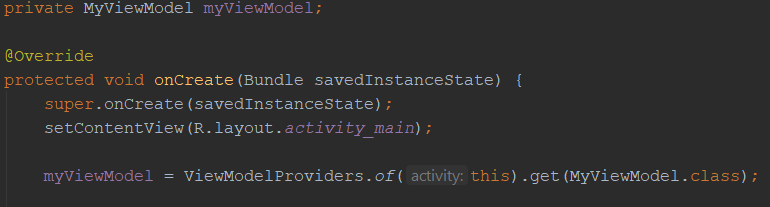 private MyViewModel myViewModel;
@Override
protected void onCreate(Bundle savedInstanceState) {
super.onCreate(savedInstanceState);
setContentView(R.layout.activity_main);
myViewModel = ViewModelProviders.of( activity: this).get(MyViewModel.class);